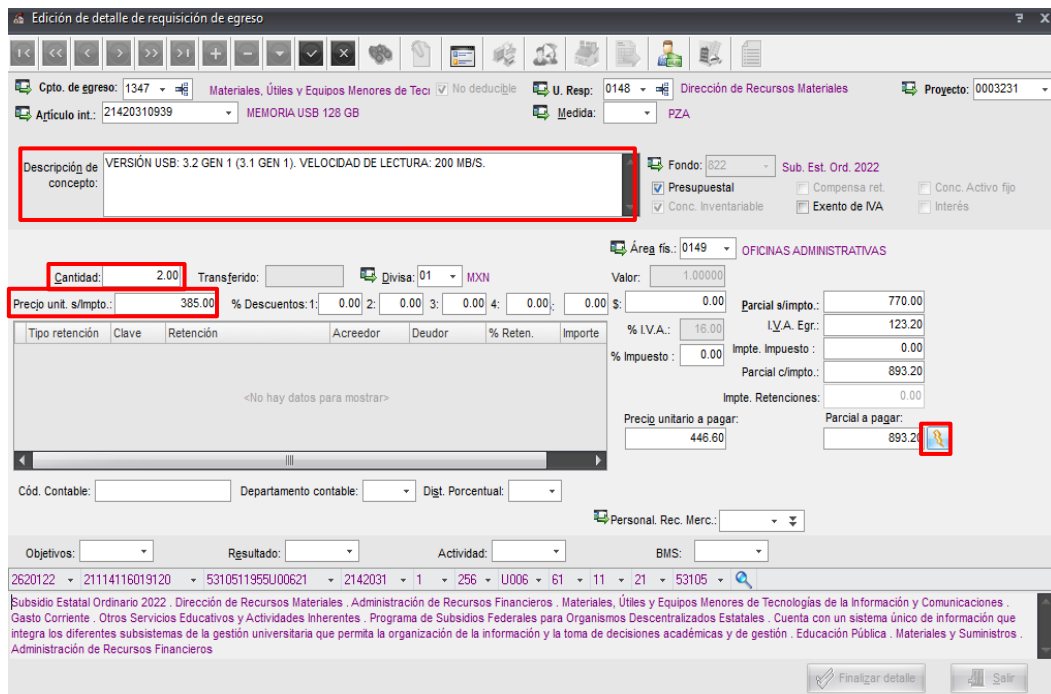 Edición de detalle de requisición de egreso
Cpto. de egreso: 1347 Materiales, Útiles y Equipos Menores de Teci No deducible U. Resp: 0148 Dirección de Recursos Materiales Proyecto: 0003231
Artículo int.: 21420310939 MEMORIA USB 128 GB Medida: PZA
Descripción de concepto: VERSIÓN USB: 3.2 GEN 1 (3.1 GEN 1). VELOCIDAD DE LECTURA: 200 MB/S.
Fondo: 822 Sub. Est. Ord. 2022
Presupuestal Compensa ret. Conc. Activo fijo
Conc. Inventariable Exento de IVA Interés
Área fís.: 0149 OFICINAS ADMINISTRATIVAS
Cantidad: 2.00 Transferido: Divisa: 01 MXN Valor: 1.00000
Precio unit. s/Impto.: 385.00 % Descuentos: 1: 0.00 2: 0.00 3: 0.00 4: 0.00 : 0.00 $: 0.00 Parcial s/impto.: 770.00
Tipo retención Clave Retención Acreedor Deudor % Reten. Importe
% I.V.A.: 16.00 I.V.A. Egr.: 123.20
% Impuesto : 0.00 Impte. Impuesto : 0.00
Parcial c/impto.: 893.20
<No hay datos para mostrar>
Impte. Retenciones: 0.00
Precio unitario a pagar: Parcial a pagar:
446.60 893.20
Cód. Contable: Departamento contable: Dist. Porcentual:
Personal. Rec. Merc.:
Objetivos: Resultado: Actividad: BMS:
2620122 21114116019120 5310511955U00621 2142031 1 256 U006 61 11 21 53105
Subsidio Estatal Ordinario 2022 . Dirección de Recursos Materiales . Administración de Recursos Financieros . Materiales, Útiles y Equipos Menores de Tecnologías de la Información y Comunicaciones .
Gasto Corriente . Otros Servicios Educativos y Actividades Inherentes . Programa de Subsidios Federales para Organismos Descentralizados Estatales . Cuenta con un sistema único de información que
integra los diferentes subsistemas de la gestión universitaria que permita la organización de la información y la toma de decisiones académicas y de gestión . Educación Pública . Materiales y Suministros .
Administración de Recursos Financieros
Finalizar detalle Salir